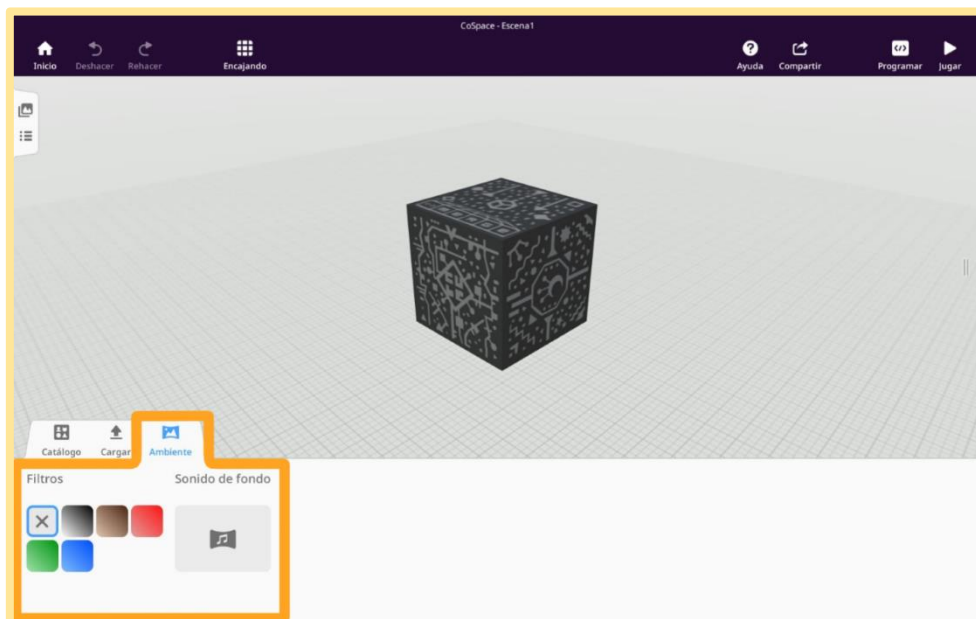 CoSpace - Escena1
Inicio Deshacer Rehacer Encajando Ayuda Compartir Programar Jugar
Catálogo Cargar Ambiente
Filtros Sonido de fondo